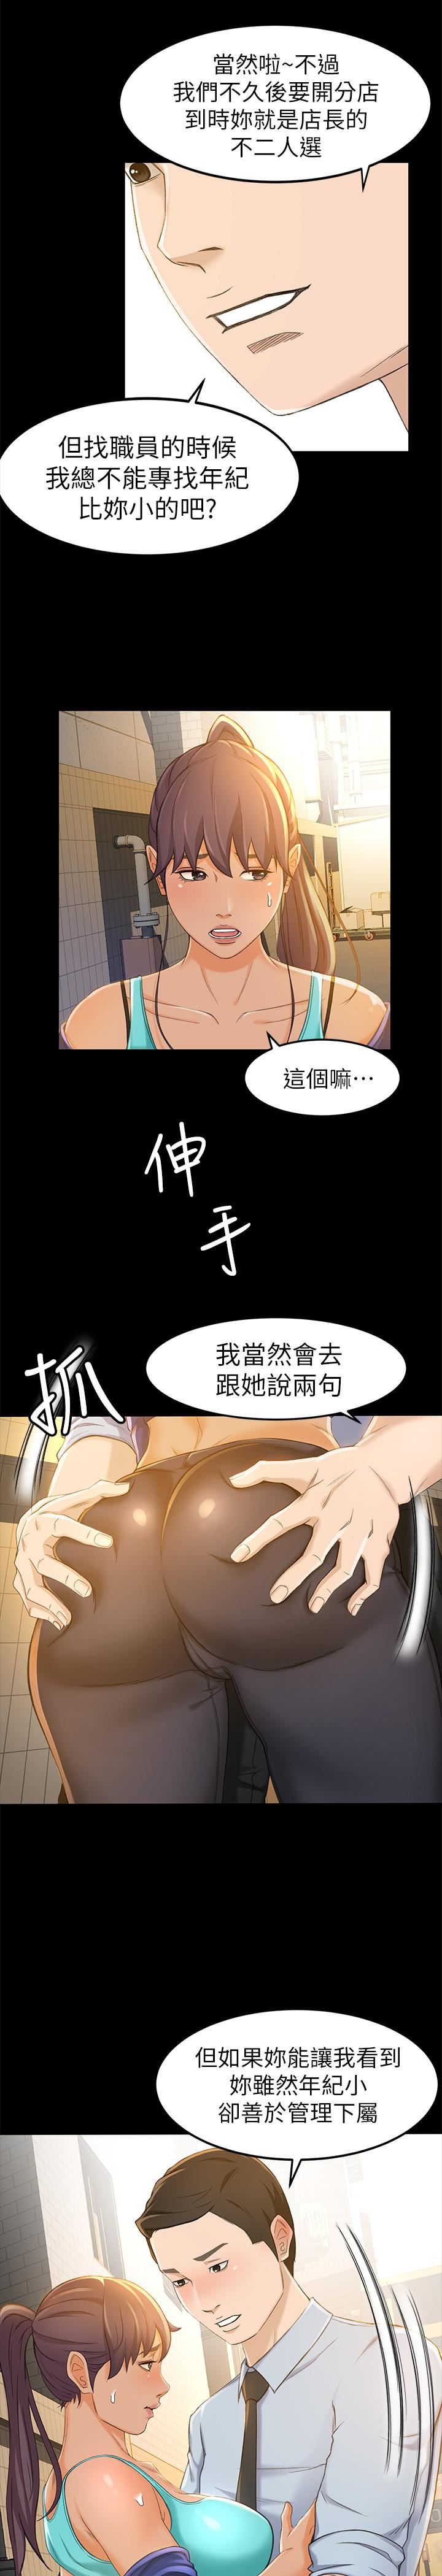 當然啦~不過
我們不久後要開分店
到時妳就是店長的
不二人選
但找職員的時候
我總不能專找年紀
比妳小的吧?
這個嘛…
伸
手
我當然會去
跟她說兩句
抓
但如果妳能讓我看到
妳雖然年紀小
卻善於管理下屬